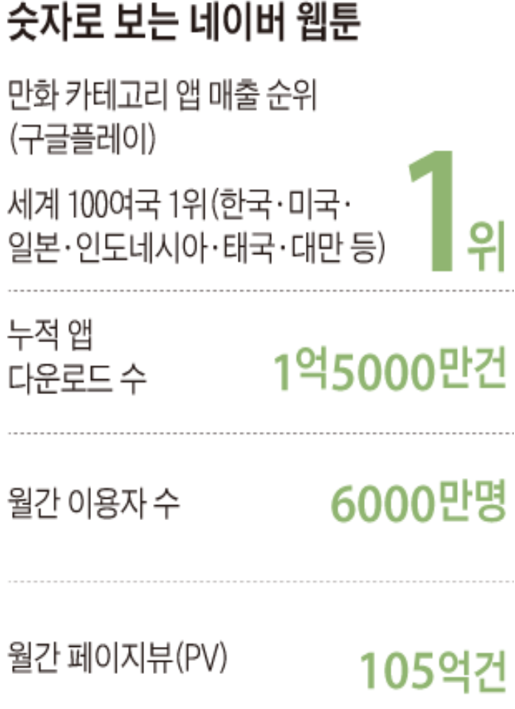 숫자로 보는 네이버 웹툰
만화 카테고리 앱 매출 순위
(구글플레이)
세계 100여국 1위(한국·미국·
일본·인도네시아·태국·대만 등)
1위
누적 앱
다운로드 수
1억5000만건
월간 이용자 수
6000만명
월간 페이지뷰(PV)
105억건